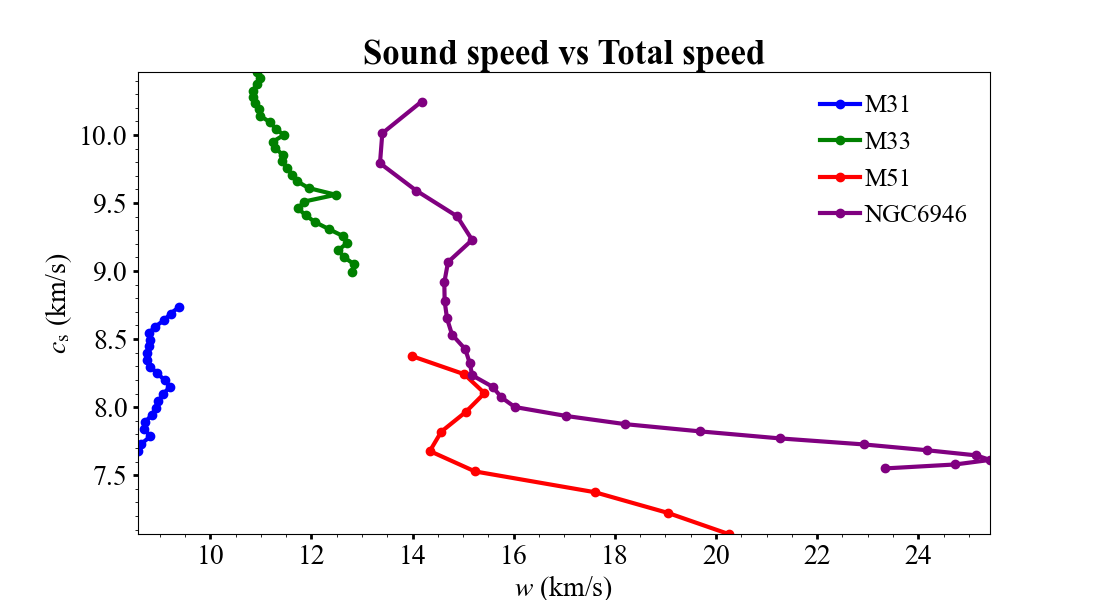 Sound speed vs Total speed
M31
M33
M51
NGC6946
10.0
9.5
9.0
8.5
8.0
7.5
c_s (km/s)
10 12 14 16 18 20 22 24
w (km/s)